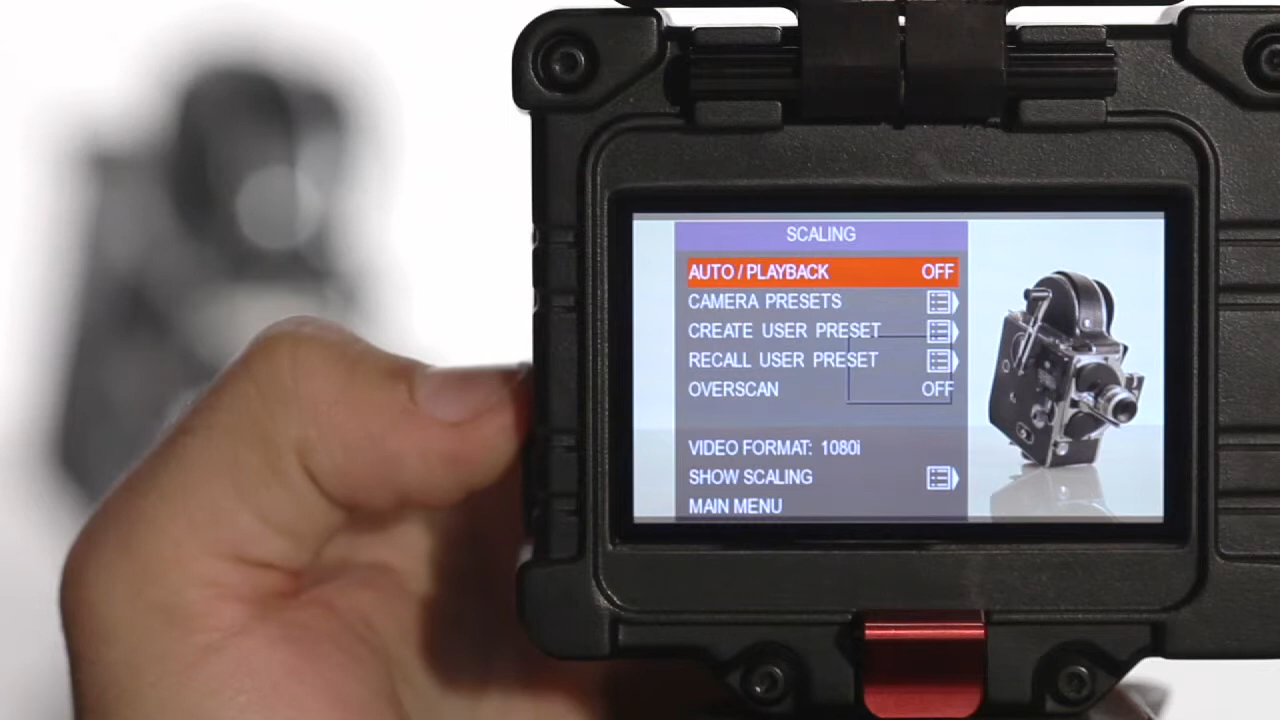 SCALING
AUTO / PLAYBACK OFF
CAMERA PRESETS
CREATE USER PRESET
RECALL USER PRESET
OVERSCAN OFF
VIDEO FORMAT: 1080i
SHOW SCALING
MAIN MENU